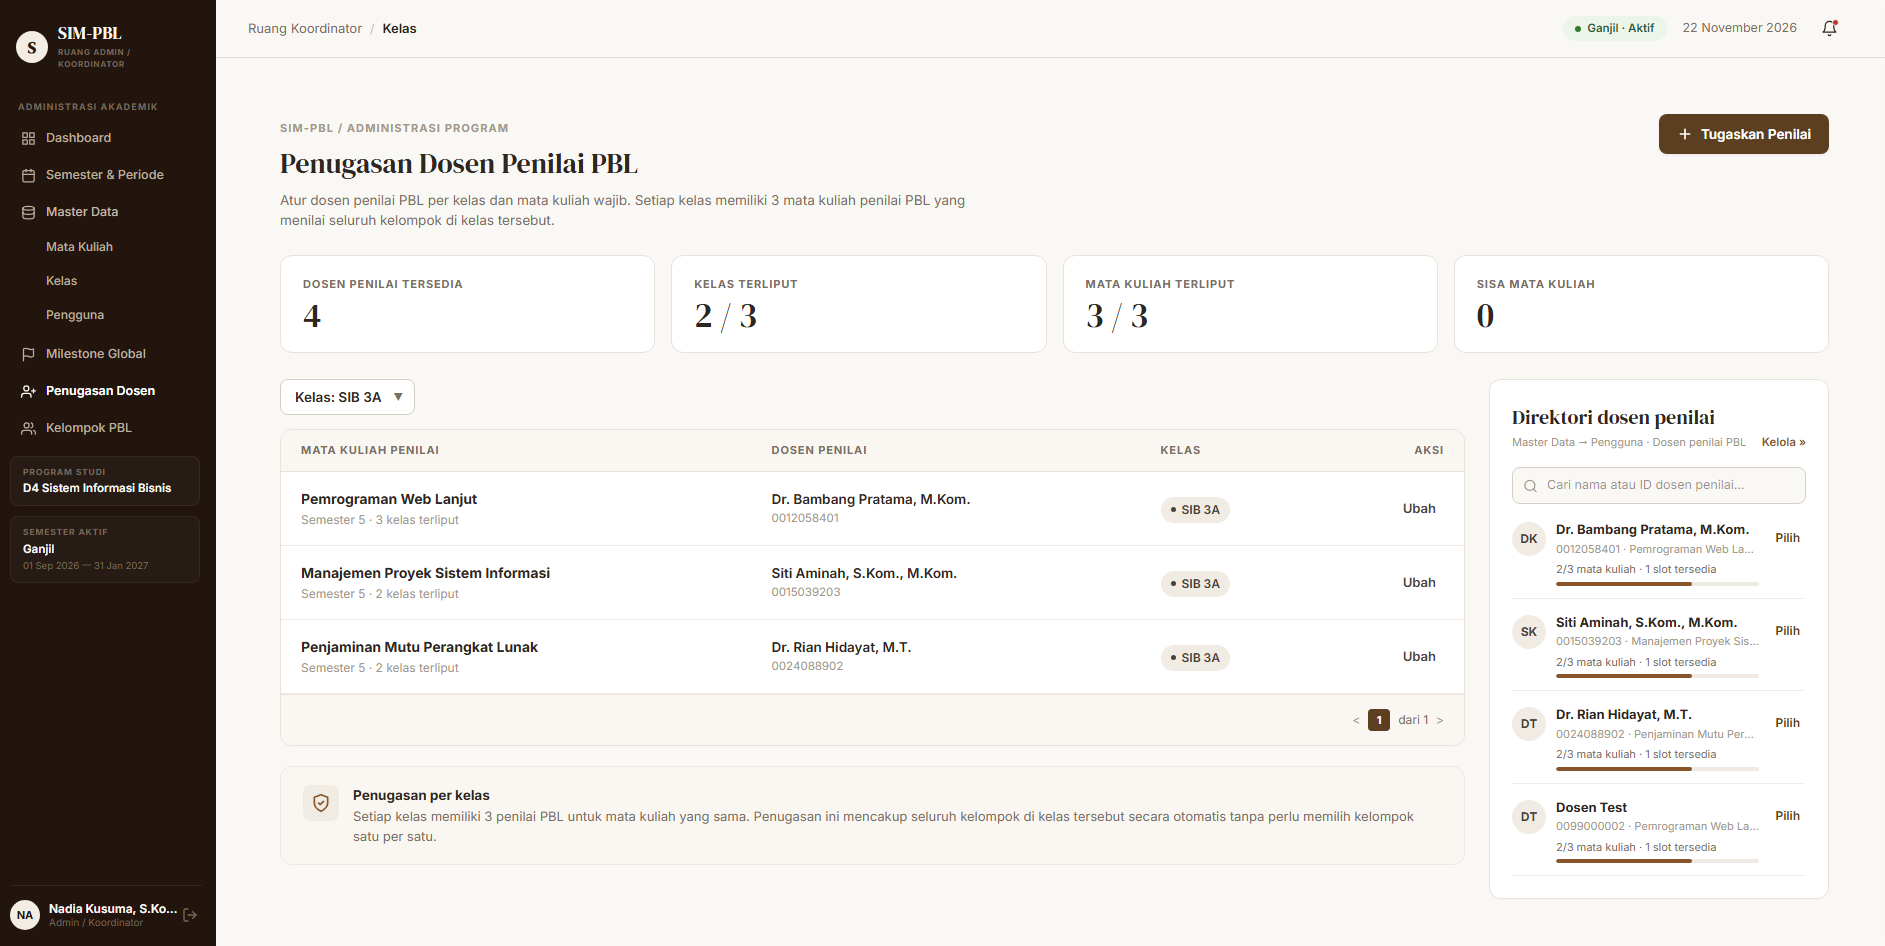 S
SIM-PBL
RUANG ADMIN /
KOORDINATOR
ADMINISTRASI AKADEMIK
Dashboard
Semester & Periode
Master Data
Mata Kuliah
Kelas
Pengguna
Milestone Global
Penugasan Dosen
Kelompok PBL
PROGRAM STUDI
D4 Sistem Informasi Bisnis
SEMESTER AKTIF
Ganjil
01 Sep 2026 — 31 Jan 2027
NA
Nadia Kusuma, S.Ko...
Admin / Koordinator
Ruang Koordinator / Kelas
Ganjil · Aktif
22 November 2026
SIM-PBL / ADMINISTRASI PROGRAM
Penugasan Dosen Penilai PBL
Atur dosen penilai PBL per kelas dan mata kuliah wajib. Setiap kelas memiliki 3 mata kuliah penilai PBL yang
menilai seluruh kelompok di kelas tersebut.
+ Tugaskan Penilai
DOSEN PENILAI TERSEDIA
4
KELAS TERLIPUT
2 / 3
MATA KULIAH TERLIPUT
3 / 3
SISA MATA KULIAH
0
Kelas: SIB 3A ▼
MATA KULIAH PENILAI DOSEN PENILAI KELAS AKSI
Pemrograman Web Lanjut
Semester 5 · 3 kelas terliput
Dr. Bambang Pratama, M.Kom.
0012058401
SIB 3A
Ubah
Manajemen Proyek Sistem Informasi
Semester 5 · 2 kelas terliput
Siti Aminah, S.Kom., M.Kom.
0015039203
SIB 3A
Ubah
Penjaminan Mutu Perangkat Lunak
Semester 5 · 2 kelas terliput
Dr. Rian Hidayat, M.T.
0024088902
SIB 3A
Ubah
< 1 dari 1 >
Penugasan per kelas
Setiap kelas memiliki 3 penilai PBL untuk mata kuliah yang sama. Penugasan ini mencakup seluruh kelompok di kelas tersebut secara otomatis tanpa perlu memilih kelompok
satu per satu.
Direktori dosen penilai
Master Data → Pengguna · Dosen penilai PBL
Kelola »
Cari nama atau ID dosen penilai...
DK
Dr. Bambang Pratama, M.Kom.
0012058401 · Pemrograman Web La...
2/3 mata kuliah · 1 slot tersedia
Pilih
SK
Siti Aminah, S.Kom., M.Kom.
0015039203 · Manajemen Proyek Sis...
2/3 mata kuliah · 1 slot tersedia
Pilih
DT
Dr. Rian Hidayat, M.T.
0024088902 · Penjaminan Mutu Per...
2/3 mata kuliah · 1 slot tersedia
Pilih
DT
Dosen Test
0099000002 · Pemrograman Web La...
2/3 mata kuliah · 1 slot tersedia
Pilih